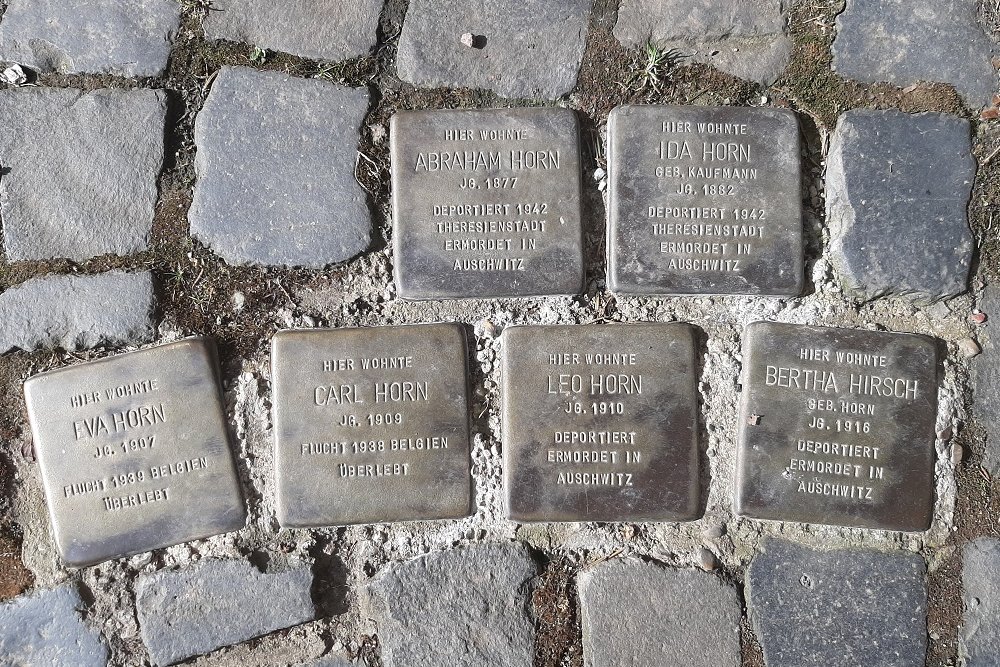 HIER WOHNTE
ABRAHAM HORN
JG. 1877
DEPORTIERT 1942
THERESIENSTADT
ERMORDET IN
AUSCHWITZ
HIER WOHNTE
IDA HORN
GEB. KAUFMANN
JG. 1882
DEPORTIERT 1942
THERESIENSTADT
ERMORDET IN
AUSCHWITZ
HIER WOHNTE
EVA HORN
JG. 1907
FLUCHT 1939 BELGIEN
ÜBERLEBT
HIER WOHNTE
CARL HORN
JG. 1909
FLUCHT 1938 BELGIEN
ÜBERLEBT
HIER WOHNTE
LEO HORN
JG. 1910
DEPORTIERT
ERMORDET IN
AUSCHWITZ
HIER WOHNTE
BERTHA HIRSCH
GEB. HORN
JG. 1916
DEPORTIERT
ERMORDET IN
AUSCHWITZ